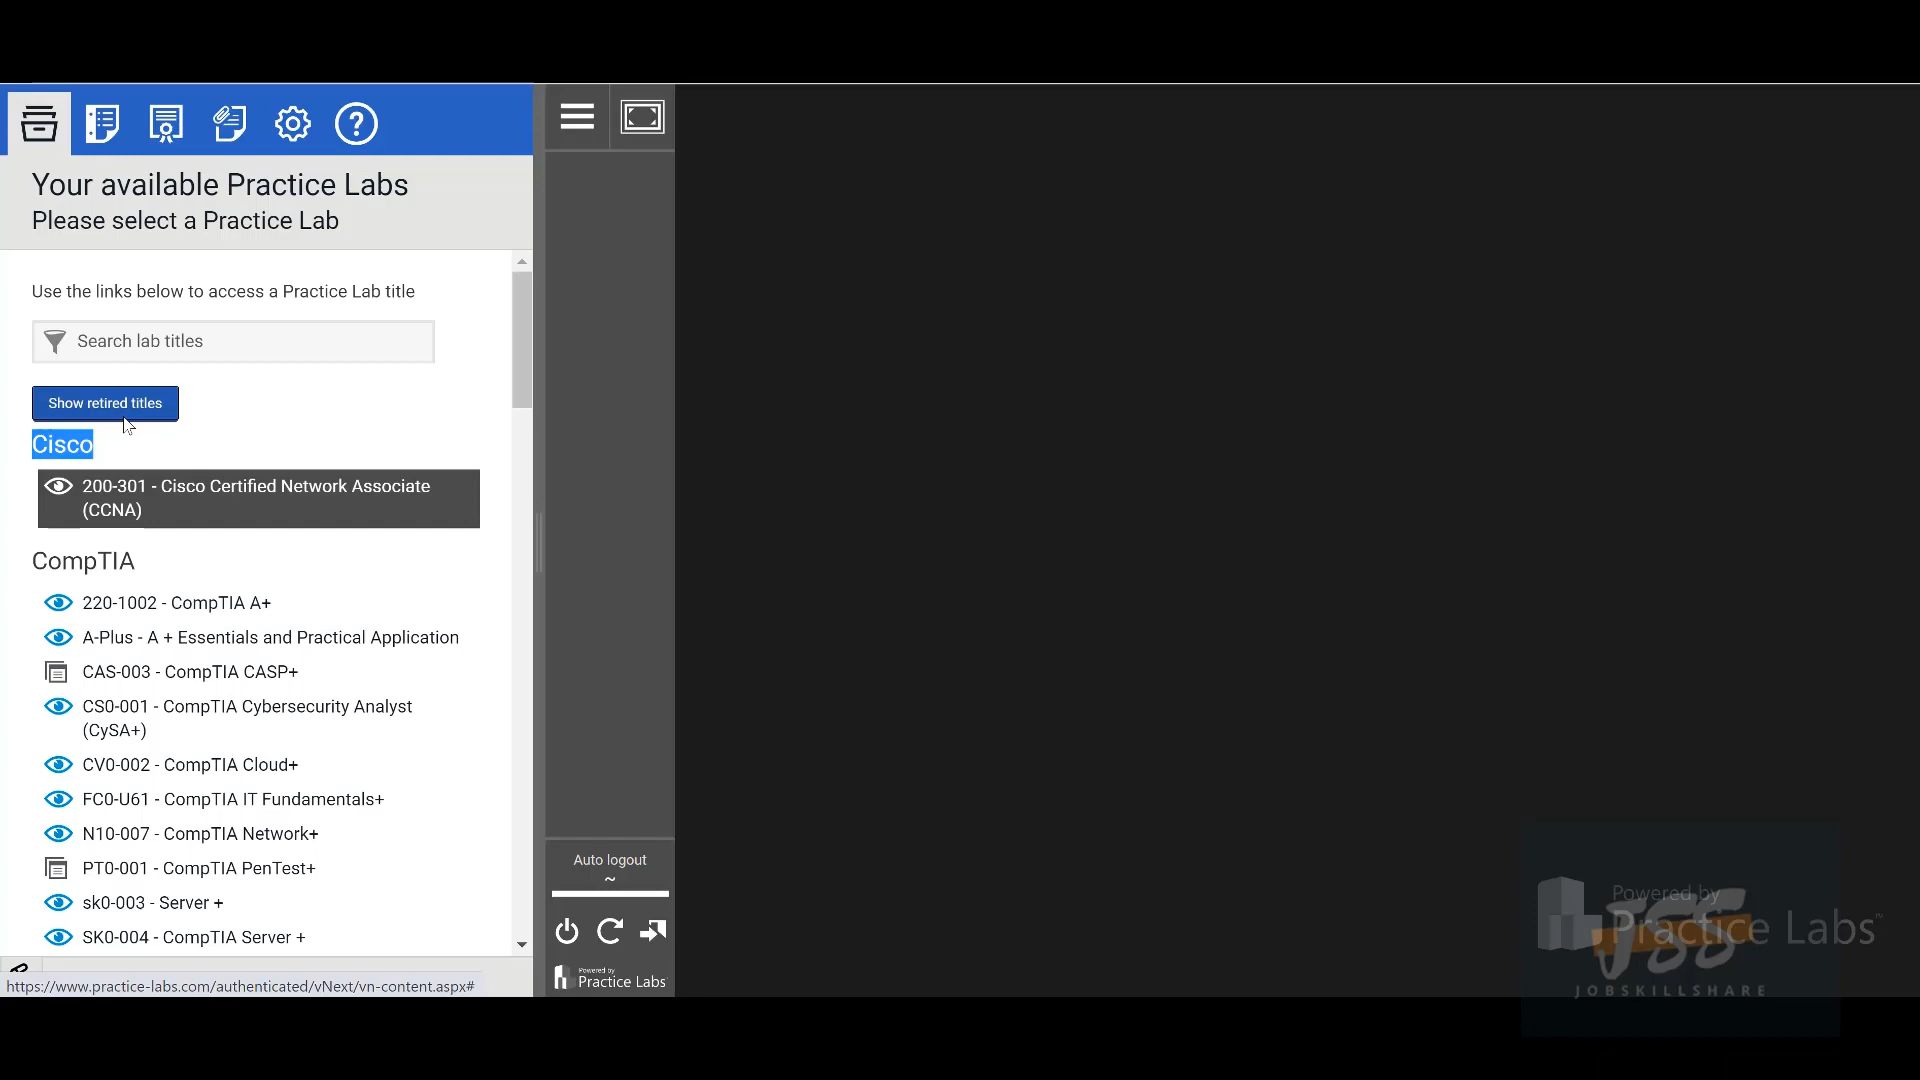 Your available Practice Labs
Please select a Practice Lab
Use the links below to access a Practice Lab title
Search lab titles
Show retired titles
Cisco
200-301 - Cisco Certified Network Associate
(CCNA)
CompTIA
220-1002 - CompTIA A+
A-Plus - A + Essentials and Practical Application
CAS-003 - CompTIA CASP+
CS0-001 - CompTIA Cybersecurity Analyst
(CySA+)
CV0-002 - CompTIA Cloud+
FC0-U61 - CompTIA IT Fundamentals+
N10-007 - CompTIA Network+
PT0-001 - CompTIA PenTest+
sk0-003 - Server +
SK0-004 - CompTIA Server +
https://www.practice-labs.com/authenticated/vNext/vn-content.aspx#
Auto logout
~
Powered by
Practice Labs
Powered by
Practice Labs™
JSS
JOBSKILLSHARE